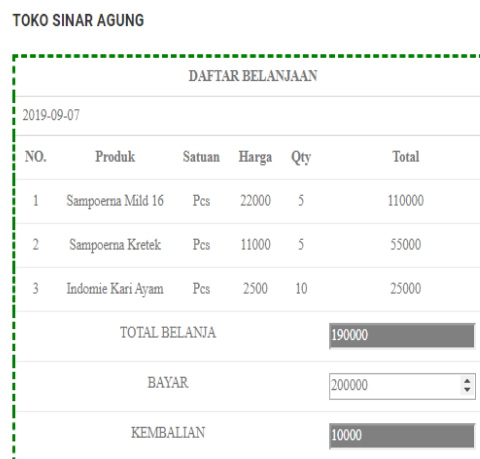 TOKO SINAR AGUNG
DAFTAR BELANJAAN
2019-09-07
NO. Produk Satuan Harga Qty Total
1 Sampoerna Mild 16 Pcs 22000 5 110000
2 Sampoerna Kretek Pcs 11000 5 55000
3 Indomie Kari Ayam Pcs 2500 10 25000
TOTAL BELANJA 190000
BAYAR 200000
KEMBALIAN 10000